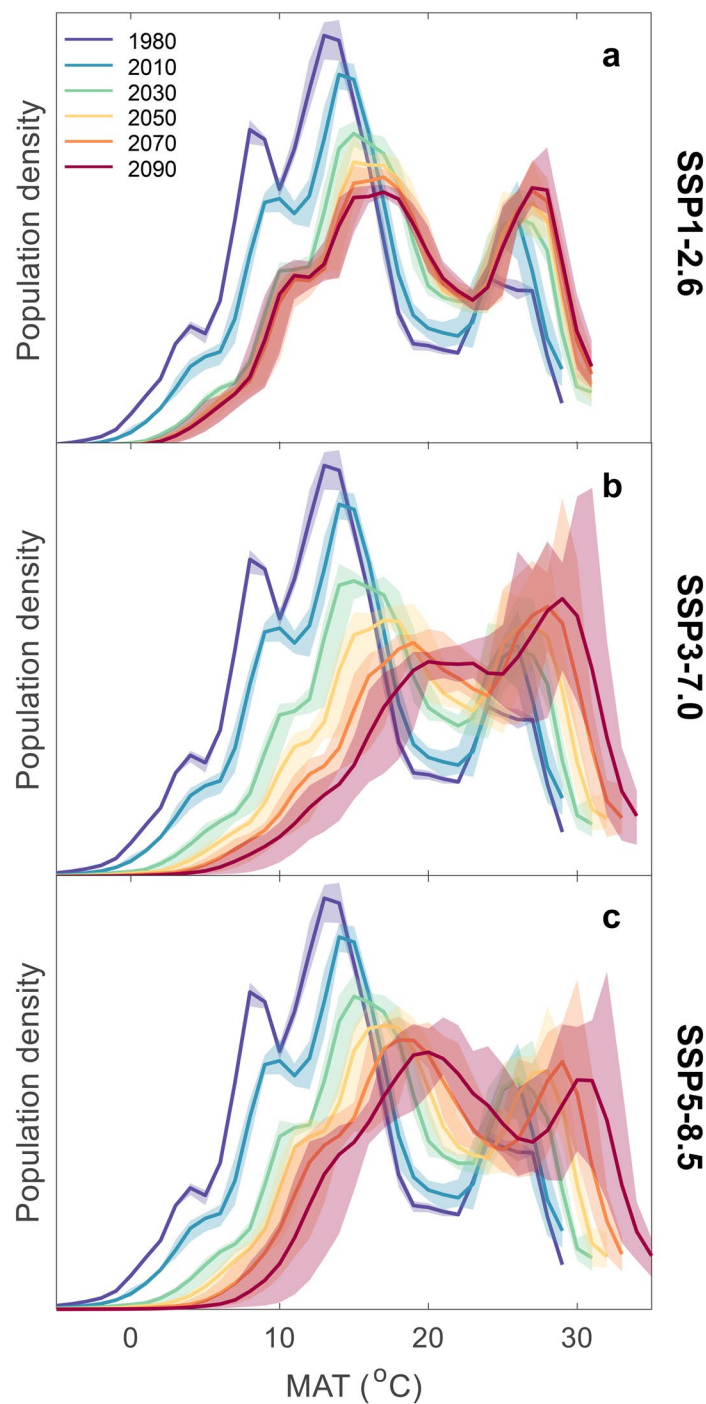 1980
2010
2030
2050
2070
2090
a
Population density
SSP1-2.6
b
Population density
SSP3-7.0
c
Population density
SSP5-8.5
0 10 20 30
MAT (°C)